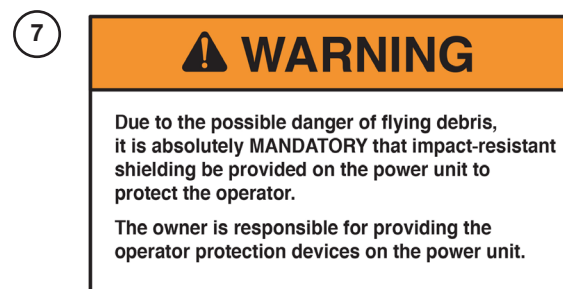 7
WARNING
Due to the possible danger of flying debris,
it is absolutely MANDATORY that impact-resistant
shielding be provided on the power unit to
protect the operator.
The owner is responsible for providing the
operator protection devices on the power unit.